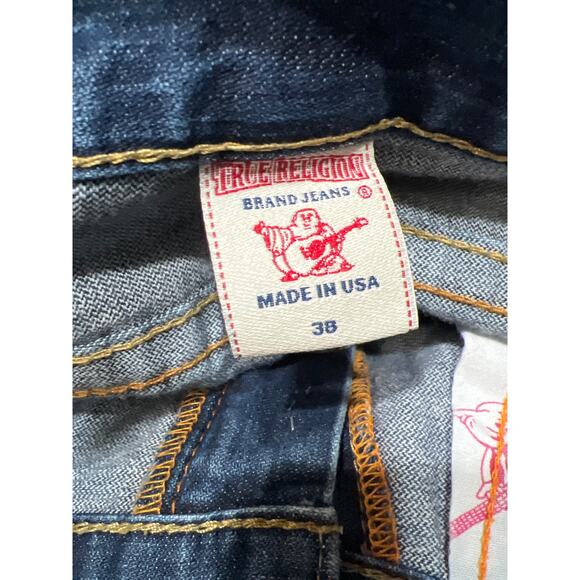 TRUE RELIGION
BRAND JEANS ®
MADE IN USA
38